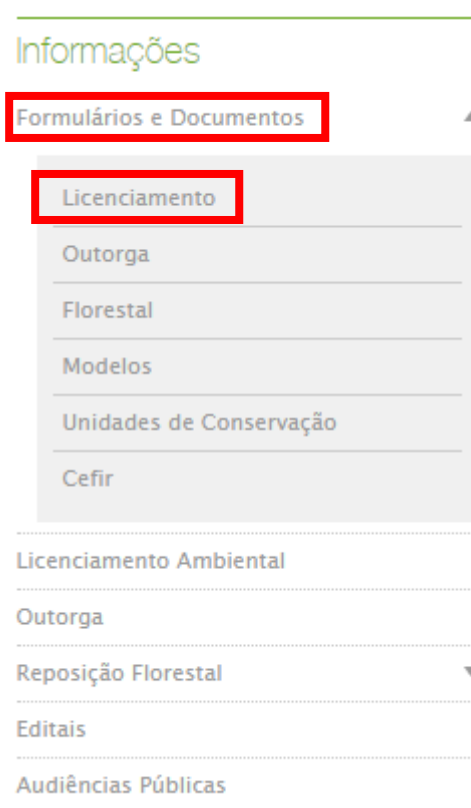 Informações
Formulários e Documentos
Licenciamento
Outorga
Florestal
Modelos
Unidades de Conservação
Cefir
Licenciamento Ambiental
Outorga
Reposição Florestal
Editais
Audiências Públicas